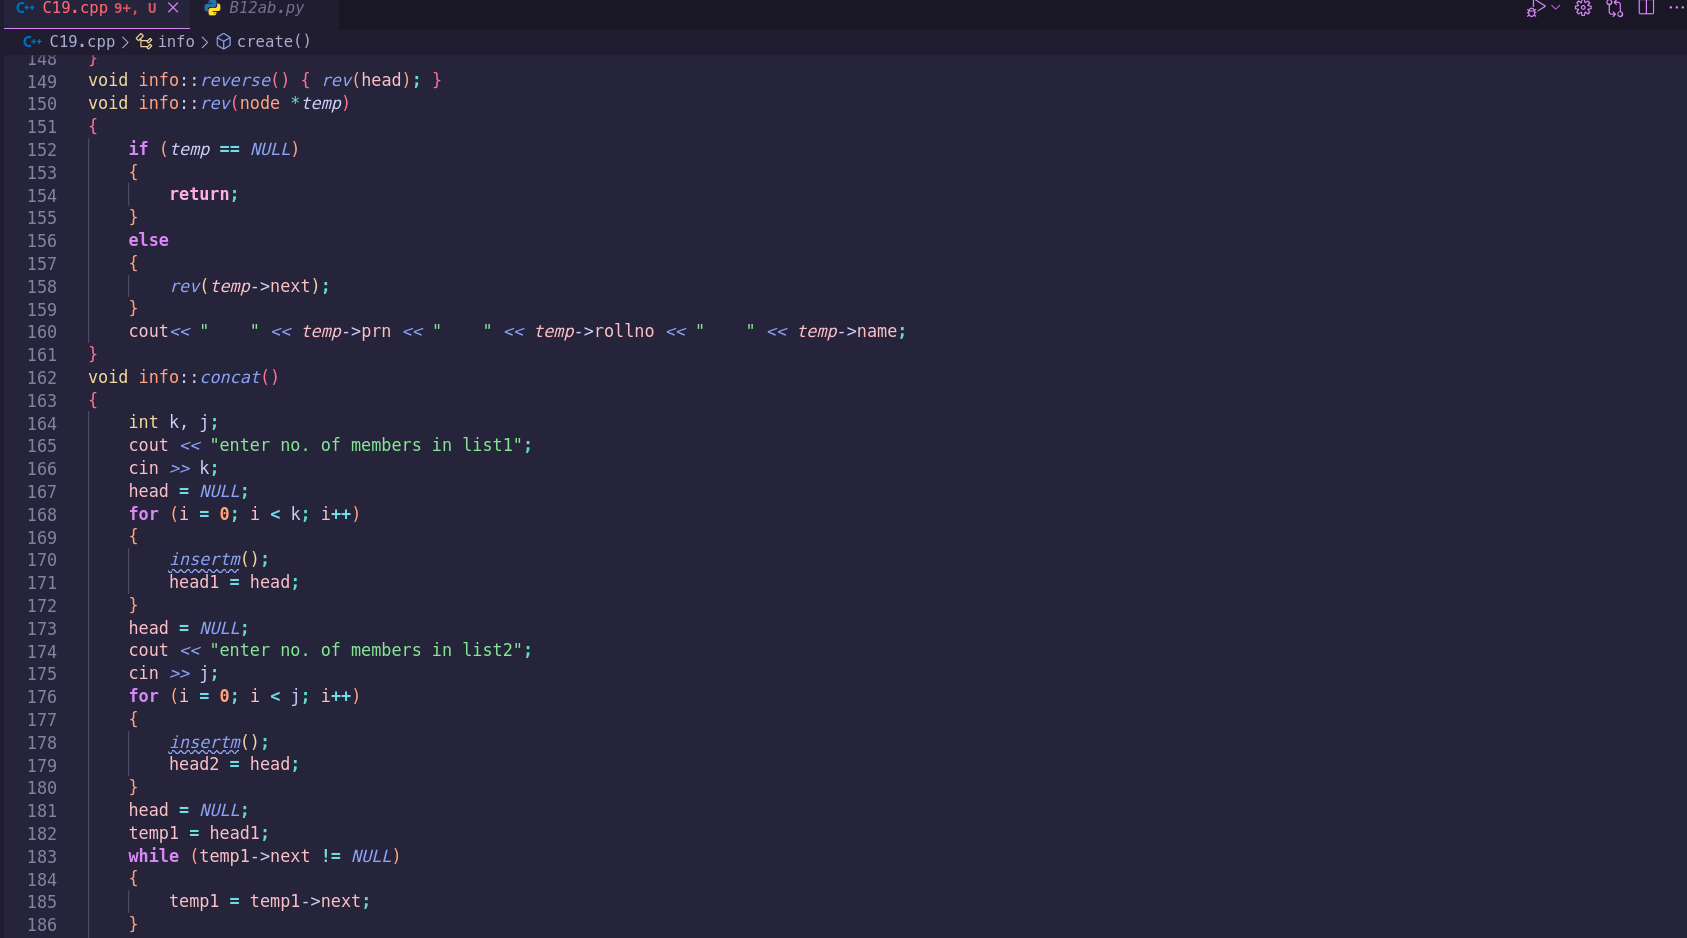 C19.cpp 9+, U B12ab.py
C19.cpp > info > create()
148 }
149 void info::reverse() { rev(head); }
150 void info::rev(node *temp)
151 {
152     if (temp == NULL)
153     {
154         return;
155     }
156     else
157     {
158         rev(temp->next);
159     }
160     cout<< "    " << temp->prn << "    " << temp->rollno << "    " << temp->name;
161 }
162 void info::concat()
163 {
164     int k, j;
165     cout << "enter no. of members in list1";
166     cin >> k;
167     head = NULL;
168     for (i = 0; i < k; i++)
169     {
170         insertm();
171         head1 = head;
172     }
173     head = NULL;
174     cout << "enter no. of members in list2";
175     cin >> j;
176     for (i = 0; i < j; i++)
177     {
178         insertm();
179         head2 = head;
180     }
181     head = NULL;
182     temp1 = head1;
183     while (temp1->next != NULL)
184     {
185         temp1 = temp1->next;
186     }